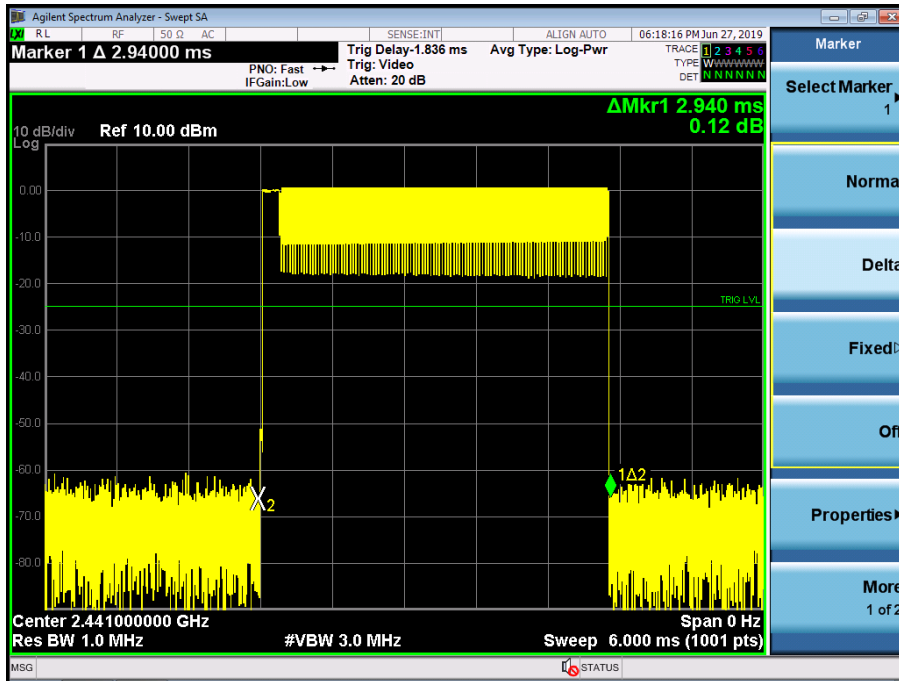 Agilent Spectrum Analyzer - Swept SA
LXI RL RF 50 Ω AC SENSE:INT ALIGN AUTO 06:18:16 PM Jun 27, 2019
Marker 1 Δ 2.94000 ms
PNO: Fast
IFGain:Low
Trig Delay-1.836 ms
Trig: Video
Atten: 20 dB
Avg Type: Log-Pwr
TRACE 1 2 3 4 5 6
TYPE WWWWWW
DET N N N N N N
ΔMkr1 2.940 ms
0.12 dB
10 dB/div Ref 10.00 dBm
Log
0.00
-10.0
-20.0
TRIG LVL
-30.0
-40.0
-50.0
-60.0
1Δ2
2
-70.0
-80.0
Center 2.441000000 GHz Span 0 Hz
Res BW 1.0 MHz #VBW 3.0 MHz Sweep 6.000 ms (1001 pts)
MSG STATUS
Marker
Select Marker
1
Norma
Delta
Fixed
Off
Properties
More
1 of 2